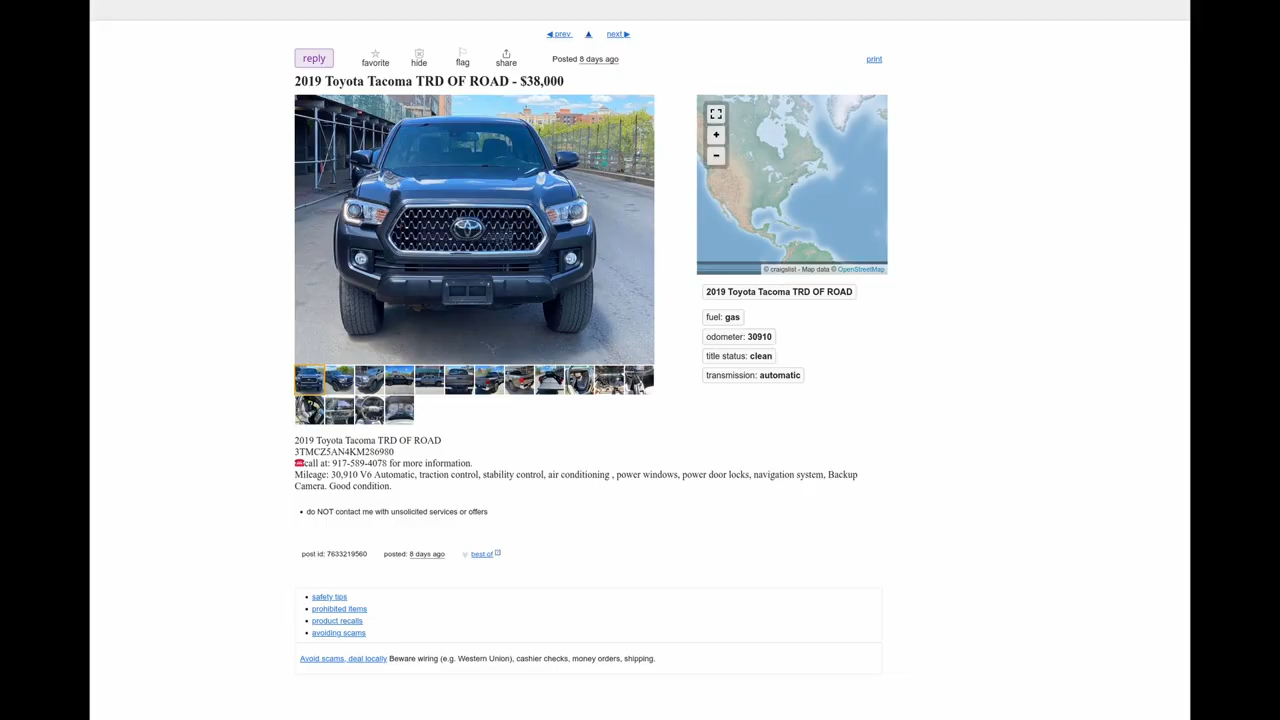 ◀ prev ▲ next ▶
reply favorite hide flag share Posted 8 days ago print
2019 Toyota Tacoma TRD OF ROAD - $38,000
+
−
© craigslist - Map data © OpenStreetMap
2019 Toyota Tacoma TRD OF ROAD
fuel: gas
odometer: 30910
title status: clean
transmission: automatic
2019 Toyota Tacoma TRD OF ROAD
3TMCZ5AN4KM286980
☎️call at: 917-589-4078 for more information.
Mileage: 30,910 V6 Automatic, traction control, stability control, air conditioning , power windows, power door locks, navigation system, Backup
Camera. Good condition.
• do NOT contact me with unsolicited services or offers
post id: 7633219560 posted: 8 days ago ♥ best of [?]
• safety tips
• prohibited items
• product recalls
• avoiding scams
Avoid scams, deal locally Beware wiring (e.g. Western Union), cashier checks, money orders, shipping.